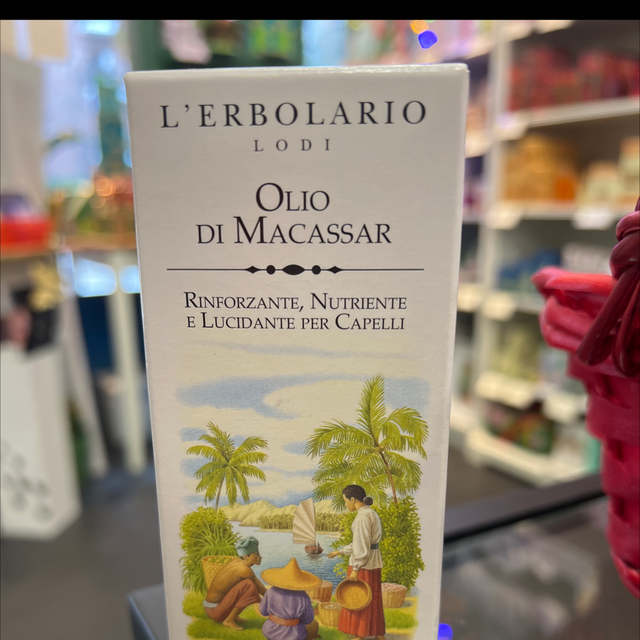 L'ERBOLARIO
LODI
OLIO
DI MACASSAR
RINFORZANTE, NUTRIENTE
E LUCIDANTE PER CAPELLI